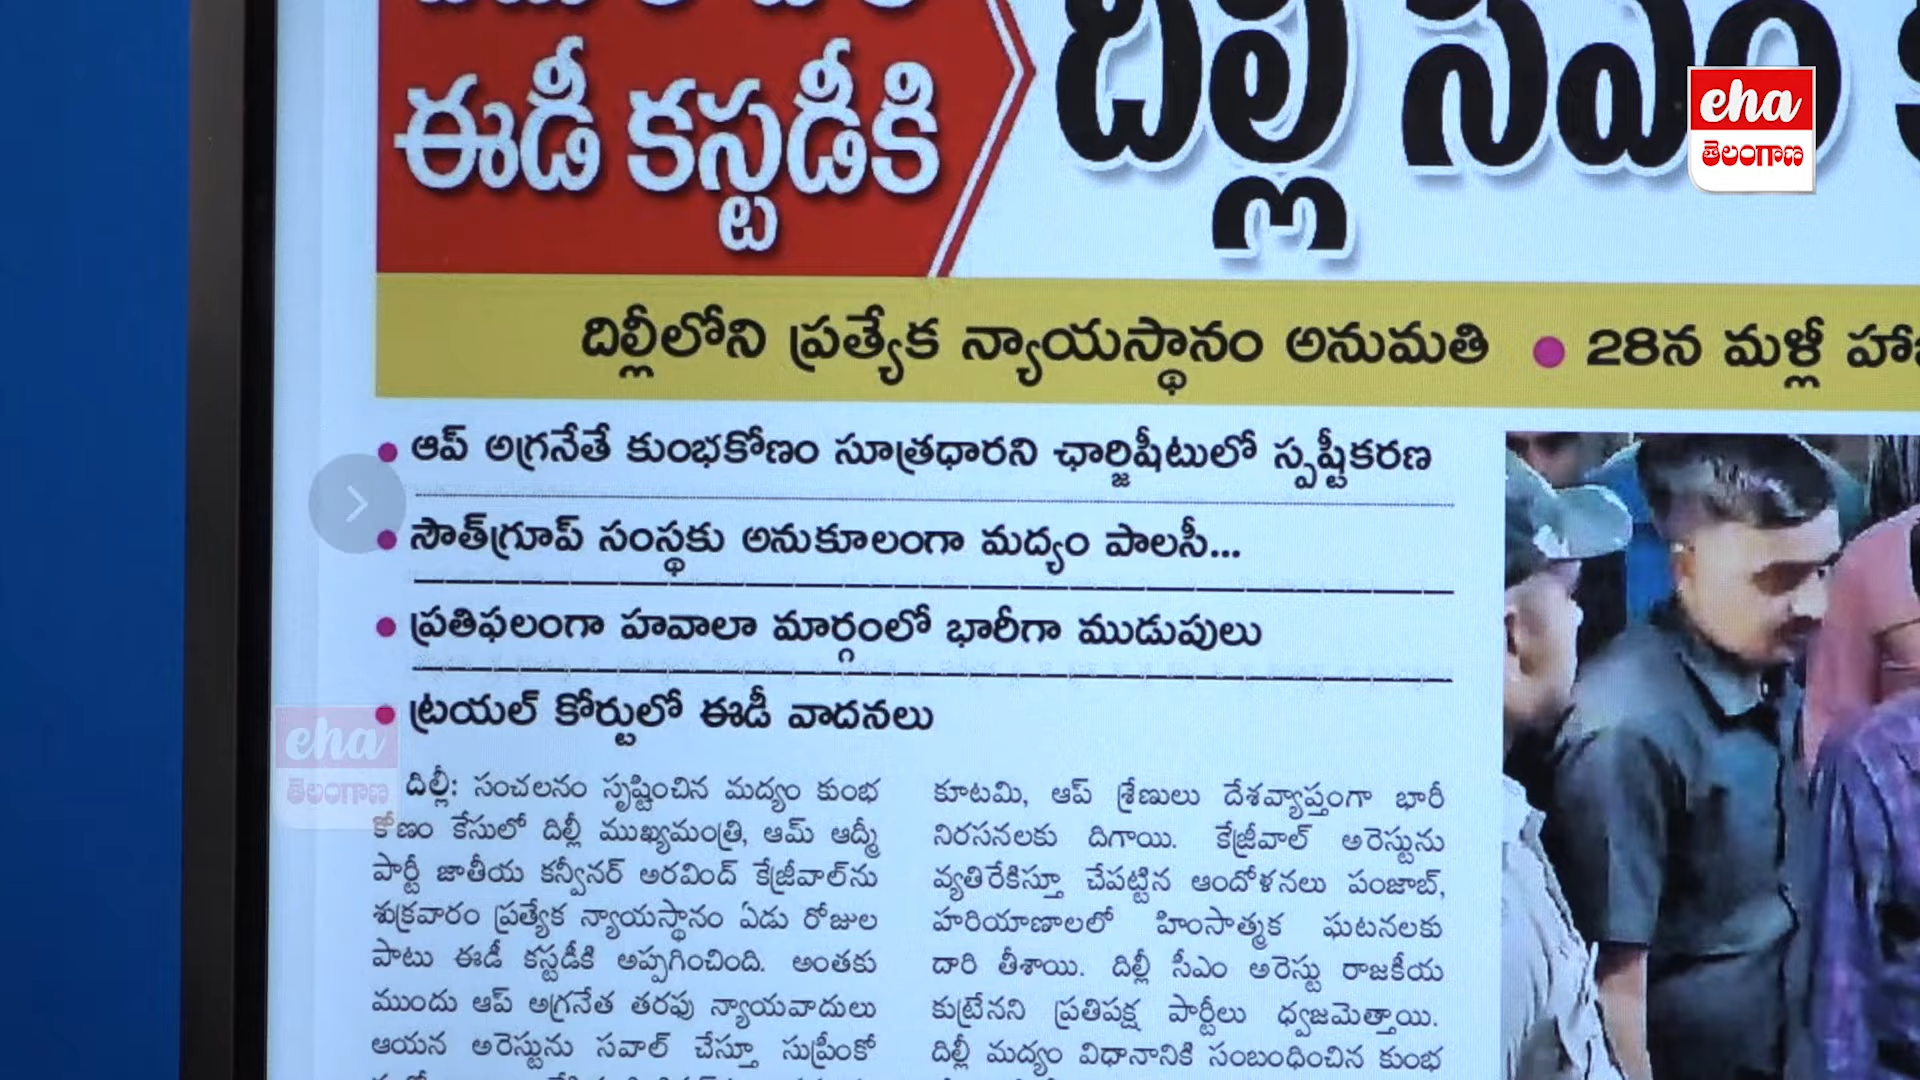 ఈడీ కస్టడీకి
దిల్లీ సీఎం
eha
తెలంగాణ
దిల్లీలోని ప్రత్యేక న్యాయస్థానం అనుమతి ● 28న మళ్లీ
• ఆప్ అగ్రనేతే కుంభకోణం సూత్రధారని ఛార్జిషీటులో స్పష్టీకరణ
• సౌత్‌గ్రూప్ సంస్థకు అనుకూలంగా మద్యం పాలసీ...
• ప్రతిఫలంగా హవాలా మార్గంలో భారీగా ముడుపులు
• ట్రయల్ కోర్టులో ఈడీ వాదనలు
eha
తెలంగాణ
దిల్లీ: సంచలనం సృష్టించిన మద్యం కుంభ
కోణం కేసులో దిల్లీ ముఖ్యమంత్రి, ఆమ్ ఆద్మీ
పార్టీ జాతీయ కన్వీనర్ అరవింద్ కేజ్రీవాల్‌ను
శుక్రవారం ప్రత్యేక న్యాయస్థానం ఏడు రోజుల
పాటు ఈడీ కస్టడీకి అప్పగించింది. అంతకు
ముందు ఆప్ అగ్రనేత తరఫు న్యాయవాదులు
ఆయన అరెస్టును సవాల్ చేస్తూ సుప్రీంకో
కూటమి, ఆప్ శ్రేణులు దేశవ్యాప్తంగా భారీ
నిరసనలకు దిగాయి. కేజ్రీవాల్ అరెస్టును
వ్యతిరేకిస్తూ చేపట్టిన ఆందోళనలు పంజాబ్,
హరియాణాలలో హింసాత్మక ఘటనలకు
దారి తీశాయి. దిల్లీ సీఎం అరెస్టు రాజకీయ
కుట్రేనని ప్రతిపక్ష పార్టీలు ధ్వజమెత్తాయి.
దిల్లీ మద్యం విధానానికి సంబంధించిన కుంభ